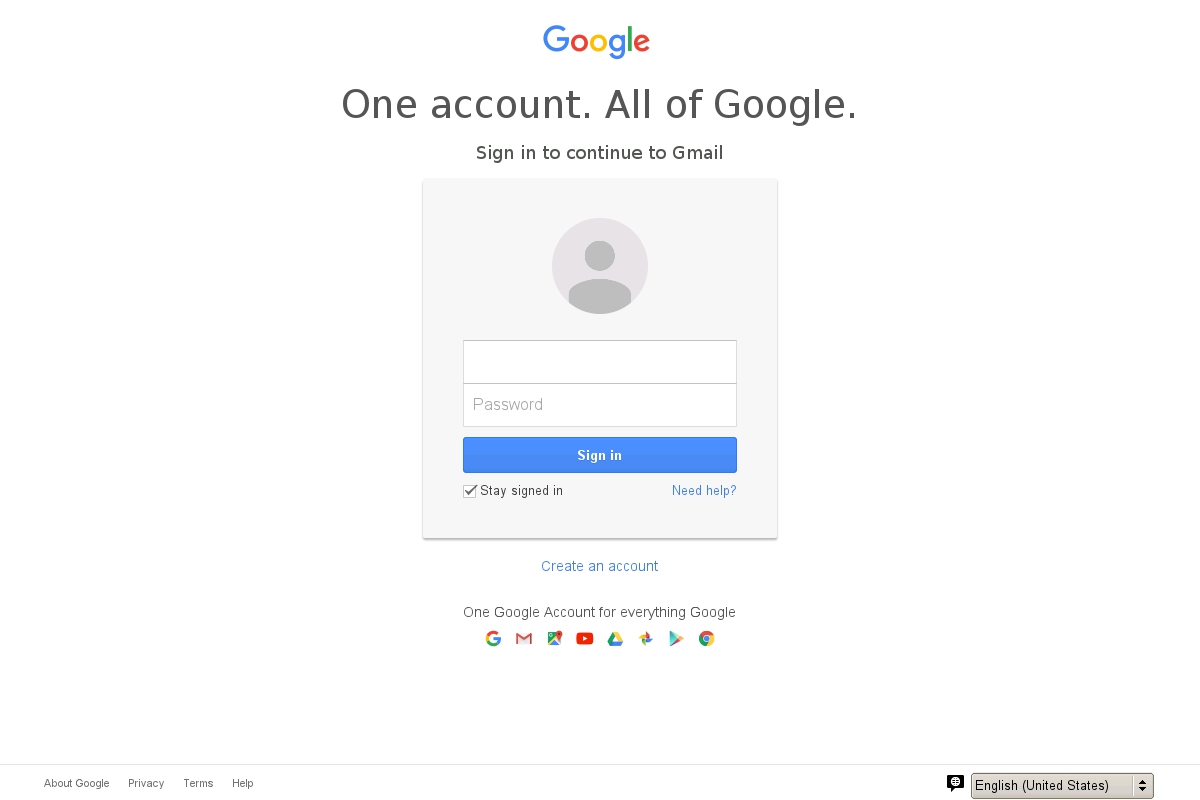 Google
One account. All of Google.
Sign in to continue to Gmail
Password
Sign in
Stay signed in Need help?
Create an account
One Google Account for everything Google
About Google Privacy Terms Help English (United States)